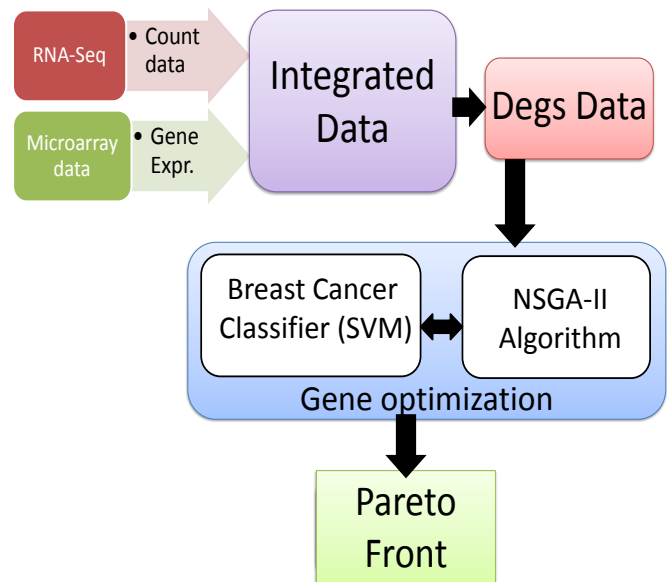 RNA-Seq
• Count
data
Microarray
data
• Gene
Expr.
Integrated
Data
Degs Data
Breast Cancer
Classifier (SVM)
NSGA-II
Algorithm
Gene optimization
Pareto
Front